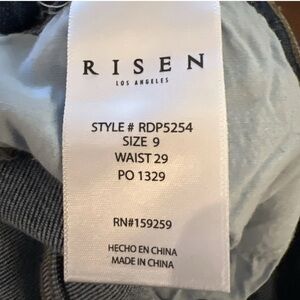 RISEN
LOS ANGELES
STYLE # RDP5254
SIZE 9
WAIST 29
PO 1329
RN#159259
HECHO EN CHINA
MADE IN CHINA